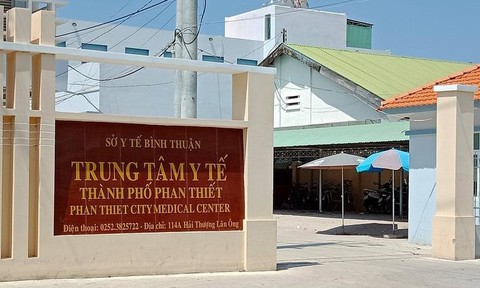 SỞ Y TẾ BÌNH THUẬN
TRUNG TÂM Y TẾ
THÀNH PHỐ PHAN THIẾT
PHAN THIET CITY MEDICAL CENTER
Điện thoại: 0252.3825722 - Địa chỉ: 114A Hải Thượng Lãn Ông